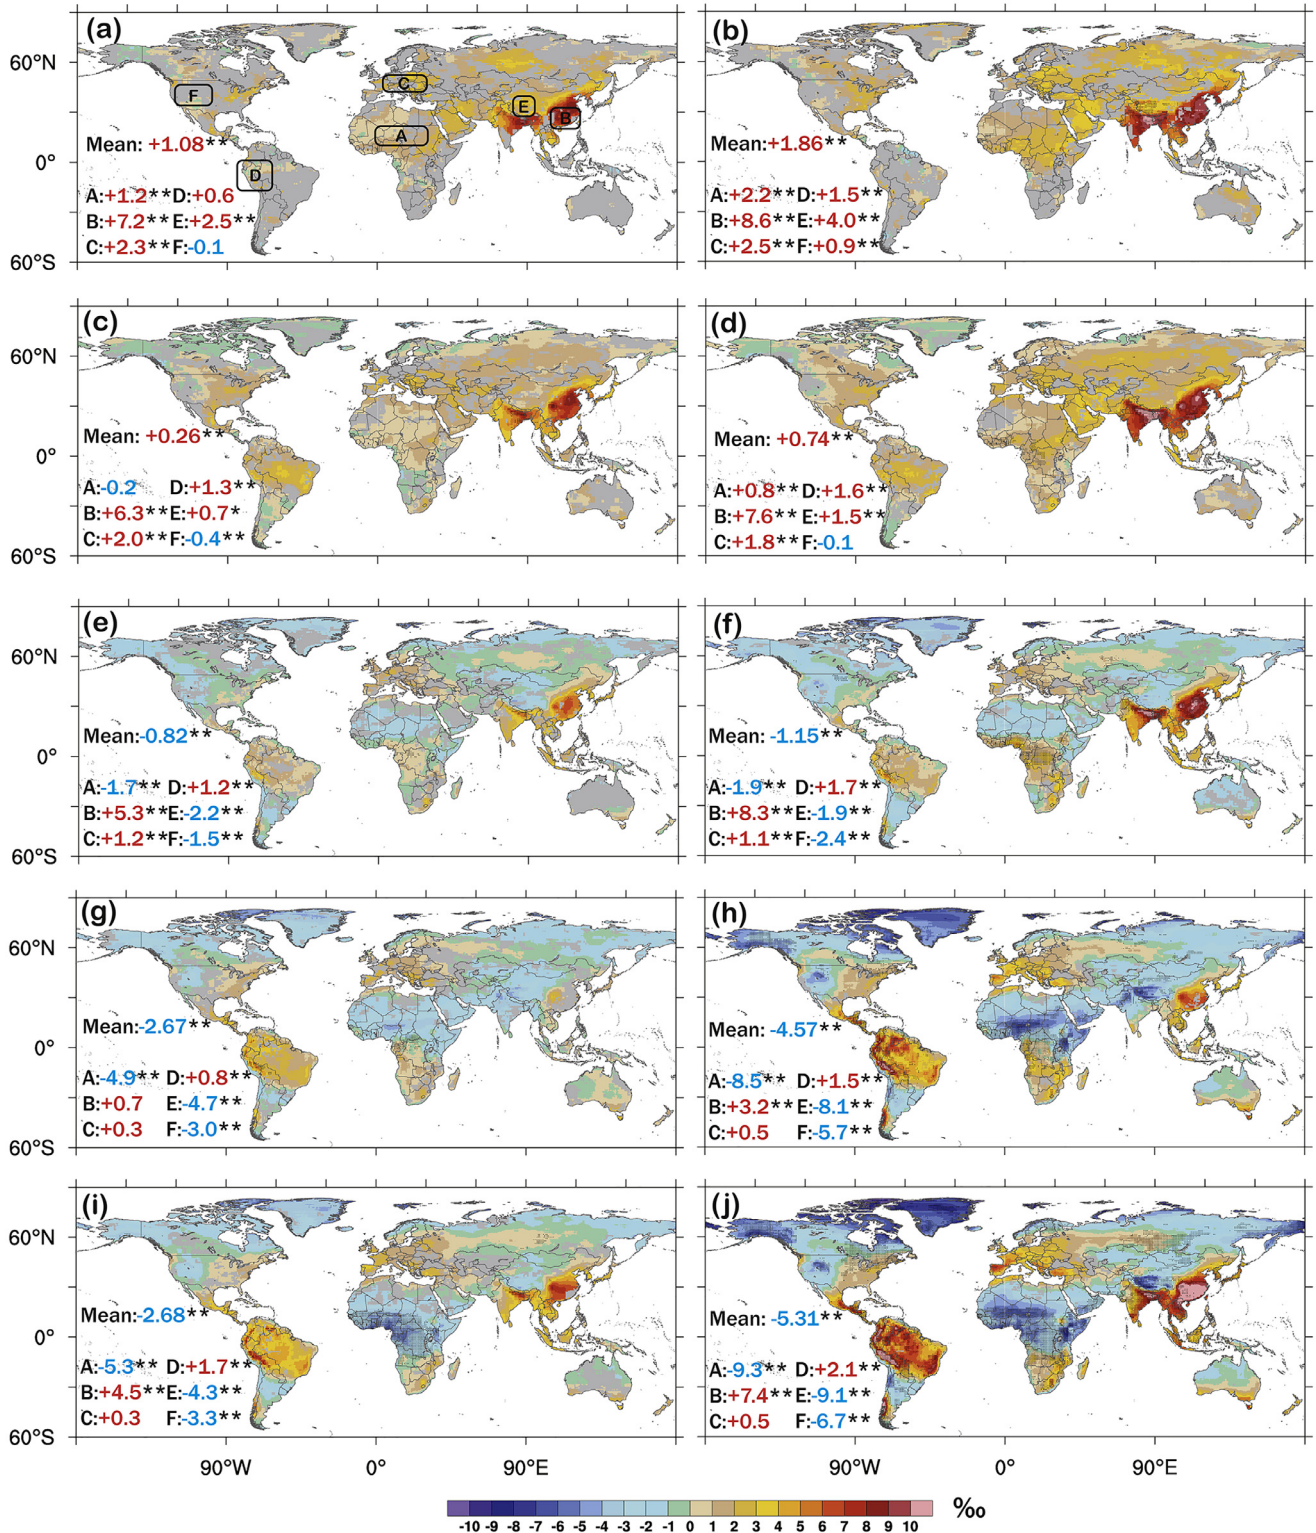 (a)
(b)
60°N
0°
60°S
F
C
E
B
A
D
Mean: +1.08**
A:+1.2** D:+0.6
B:+7.2** E:+2.5**
C:+2.3** F:-0.1
Mean:+1.86**
A:+2.2** D:+1.5**
B:+8.6** E:+4.0**
C:+2.5** F:+0.9**
(c)
(d)
60°N
0°
60°S
Mean: +0.26**
A:-0.2 D:+1.3**
B:+6.3** E:+0.7*
C:+2.0** F:-0.4**
Mean: +0.74**
A:+0.8** D:+1.6**
B:+7.6** E:+1.5**
C:+1.8** F:-0.1
(e)
(f)
60°N
0°
60°S
Mean:-0.82**
A:-1.7** D:+1.2**
B:+5.3** E:-2.2**
C:+1.2** F:-1.5**
Mean: -1.15**
A:-1.9** D:+1.7**
B:+8.3** E:-1.9**
C:+1.1** F:-2.4**
(g)
(h)
60°N
0°
60°S
Mean:-2.67**
A:-4.9** D:+0.8**
B:+0.7 E:-4.7**
C:+0.3 F:-3.0**
Mean: -4.57**
A:-8.5** D:+1.5**
B:+3.2** E:-8.1**
C:+0.5 F:-5.7**
(i)
(j)
60°N
0°
60°S
Mean:-2.68**
A:-5.3** D:+1.7**
B:+4.5** E:-4.3**
C:+0.3 F:-3.3**
Mean: -5.31**
A:-9.3** D:+2.1**
B:+7.4** E:-9.1**
C:+0.5 F:-6.7**
90°W 0° 90°E 90°W 0° 90°E
‰
-10 -9 -8 -7 -6 -5 -4 -3 -2 -1 0 1 2 3 4 5 6 7 8 9 10